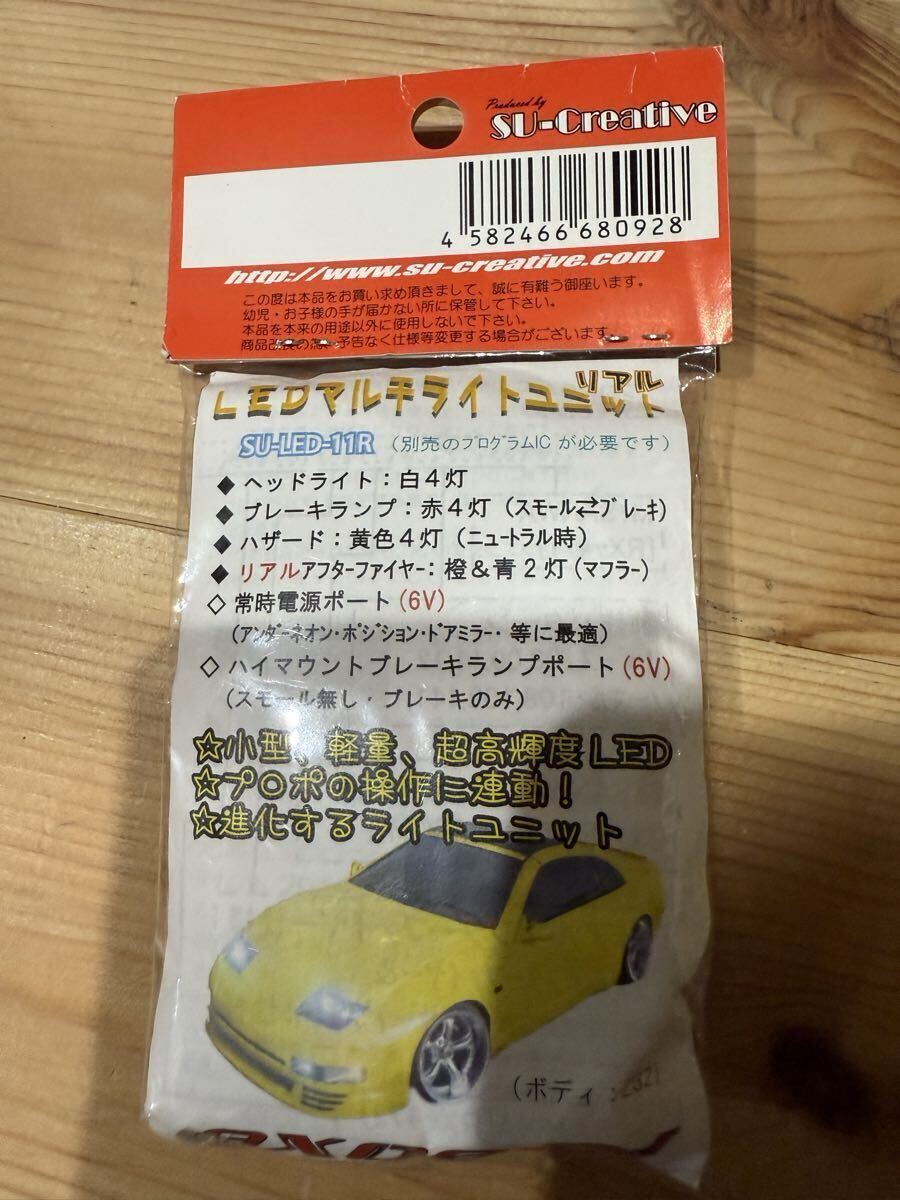 Produced by
SU-Creative
4 582466 680928
http://www.su-creative.com
この度は本品をお買い求め頂きまして、誠に有難う御座います。
幼児・お子様の手が届かない所に保管して下さい。
本品を本来の用途以外に使用しないで下さい。
商品改良の為、予告なく仕様等変更する場合がございます。
リアル
LEDマルチライトユニット
SU-LED-11R (別売のプログラムIC が必要です)
◆ ヘッドライト：白４灯
◆ ブレーキランプ：赤４灯 (スモール⇄ブレーキ)
◆ ハザード：黄色４灯 (ニュートラル時)
◆ リアルアフターファイヤー：橙＆青２灯 (マフラー)
◇ 常時電源ポート (6V)
(アンダーネオン・ポジション・ドアミラー・等に最適)
◇ ハイマウントブレーキランプポート (6V)
(スモール無し・ブレーキのみ)
☆小型、軽量、超高輝度LED
☆プロポの操作に連動！
☆進化するライトユニット
(ボディ：Z32)